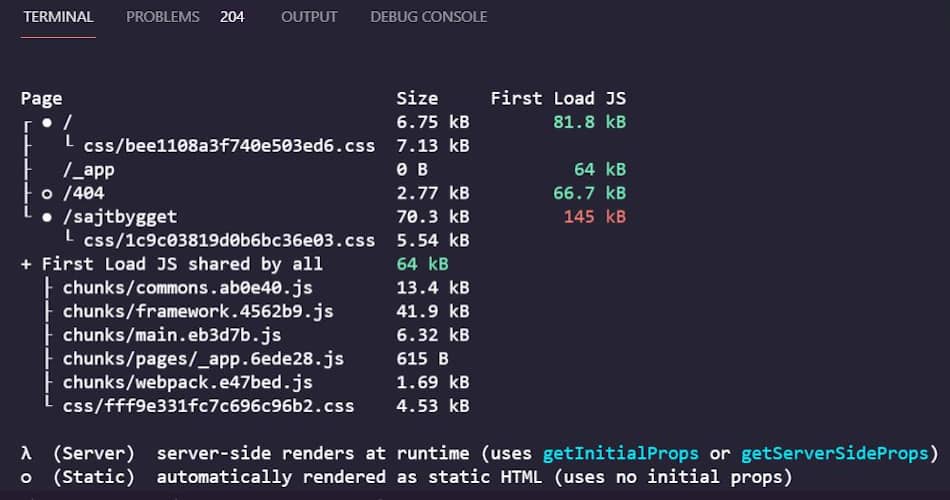 TERMINAL PROBLEMS 204 OUTPUT DEBUG CONSOLE
Page Size First Load JS
┌ ● / 6.75 kB 81.8 kB
├ └ css/bee1108a3f740e503ed6.css 7.13 kB
├ /_app 0 B 64 kB
├ ○ /404 2.77 kB 66.7 kB
└ ● /sajtbygget 70.3 kB 145 kB
└ css/1c9c03819d0b6bc36e03.css 5.54 kB
+ First Load JS shared by all 64 kB
├ chunks/commons.ab0e40.js 13.4 kB
├ chunks/framework.4562b9.js 41.9 kB
├ chunks/main.eb3d7b.js 6.32 kB
├ chunks/pages/_app.6ede28.js 615 B
├ chunks/webpack.e47bed.js 1.69 kB
└ css/fff9e331fc7c696c96b2.css 4.53 kB
λ (Server) server-side renders at runtime (uses getInitialProps or getServerSideProps)
○ (Static) automatically rendered as static HTML (uses no initial props)